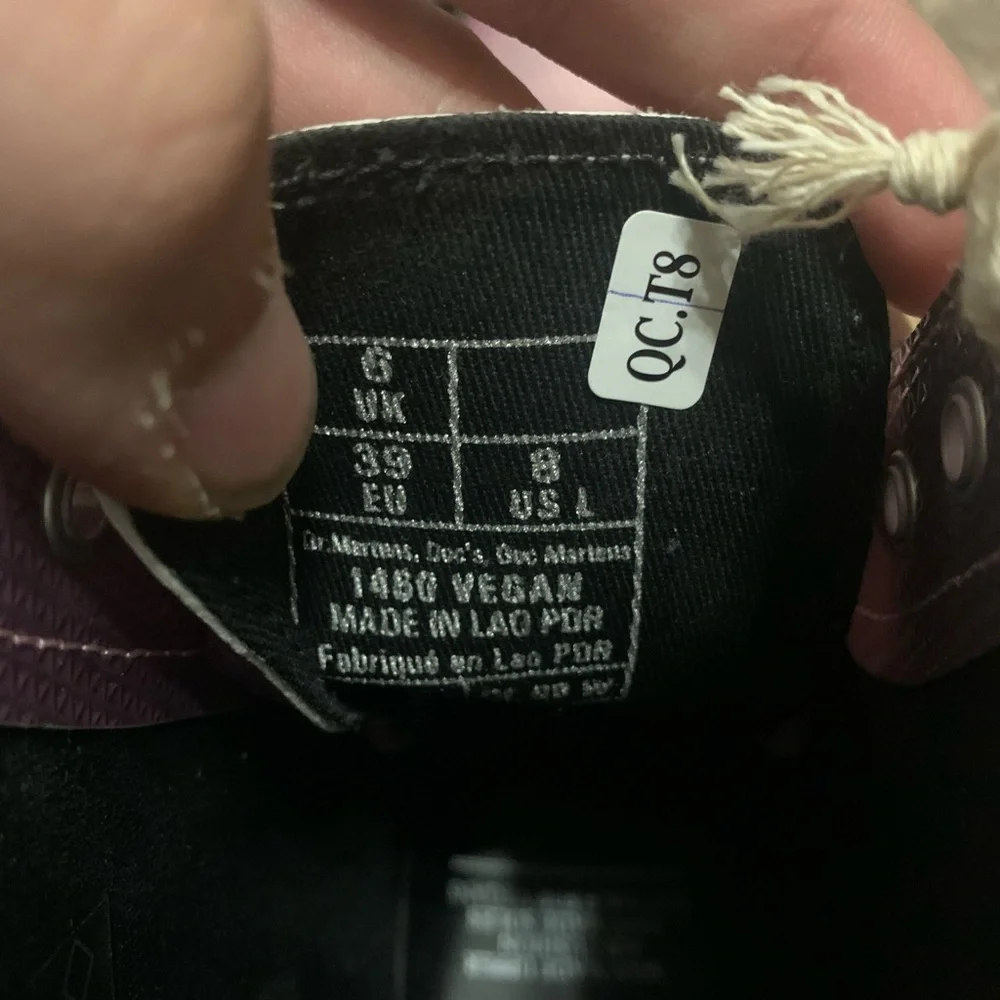 QC.T8
6
UK
39 8
EU US L
Dr.Martens, Doc's, Doc Martens
1460 VEGAN
MADE IN LAO PDR
Fabriqué en Lao PDR